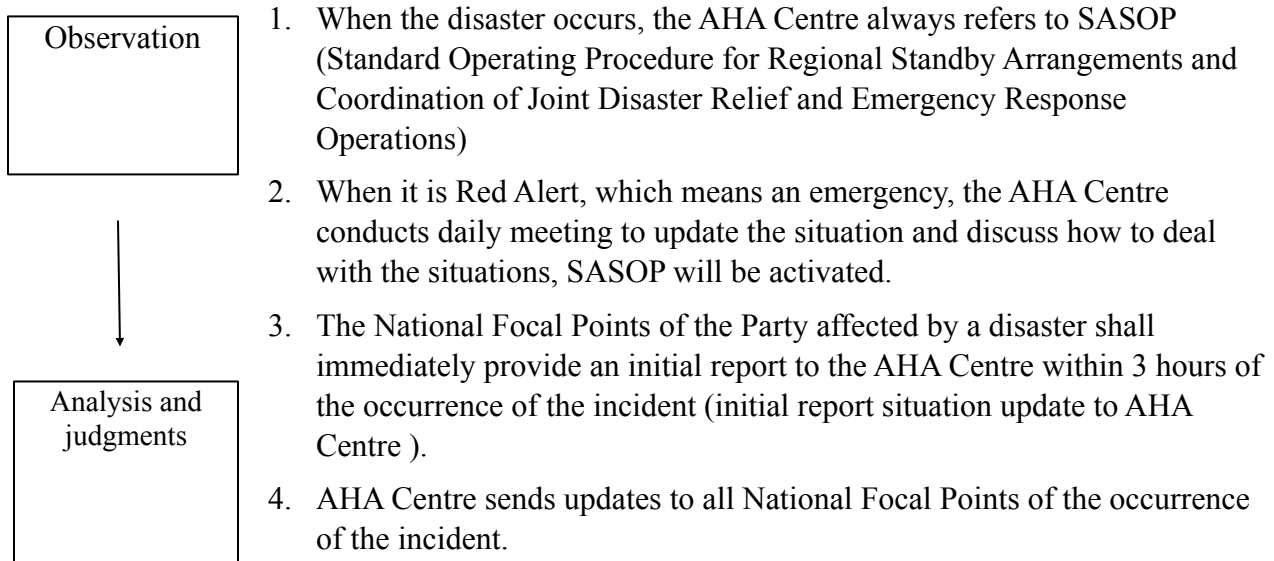 Observation
1. When the disaster occurs, the AHA Centre always refers to SASOP
(Standard Operating Procedure for Regional Standby Arrangements and
Coordination of Joint Disaster Relief and Emergency Response
Operations)
2. When it is Red Alert, which means an emergency, the AHA Centre
conducts daily meeting to update the situation and discuss how to deal
with the situations, SASOP will be activated.
3. The National Focal Points of the Party affected by a disaster shall
immediately provide an initial report to the AHA Centre within 3 hours of
the occurrence of the incident (initial report situation update to AHA
Centre ).
4. AHA Centre sends updates to all National Focal Points of the occurrence
of the incident.
Analysis and
judgments